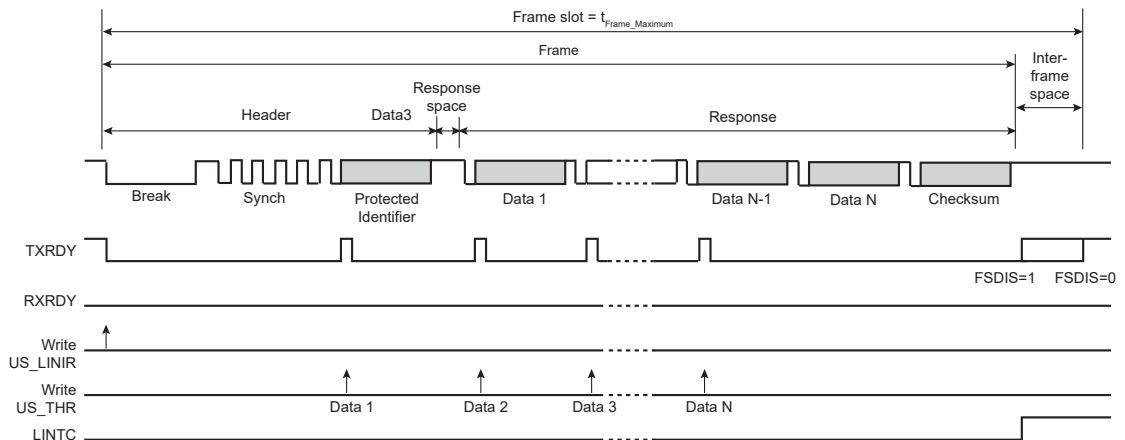 Frame slot = tFrame_Maximum
Frame
Inter-
frame
space
Response
space
Header
Data3
Response
Break
Synch
Protected
Identifier
Data 1
Data N-1
Data N
Checksum
TXRDY
FSDIS=1
FSDIS=0
RXRDY
Write
US_LINIR
Write
US_THR
Data 1
Data 2
Data 3
Data N
LINTC